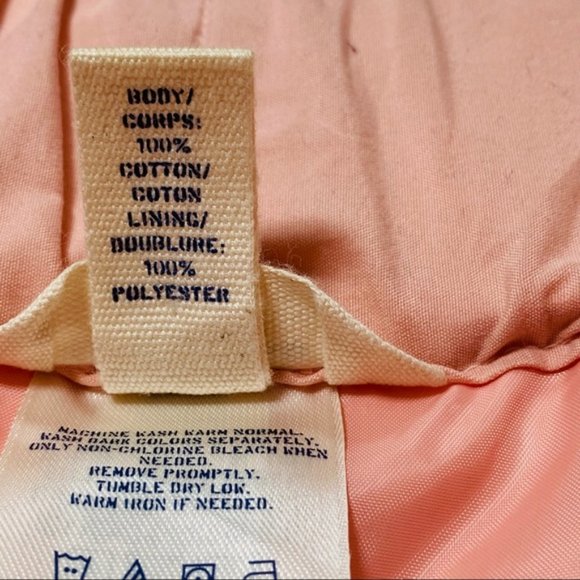 BODY/
CORPS:
100%
COTTON/
COTON
LINING/
DOUBLURE:
100%
POLYESTER
MACHINE WASH WARM NORMAL.
WASH DARK COLORS SEPARATELY.
ONLY NON-CHLORINE BLEACH WHEN
NEEDED.
REMOVE PROMPTLY.
TUMBLE DRY LOW.
WARM IRON IF NEEDED.